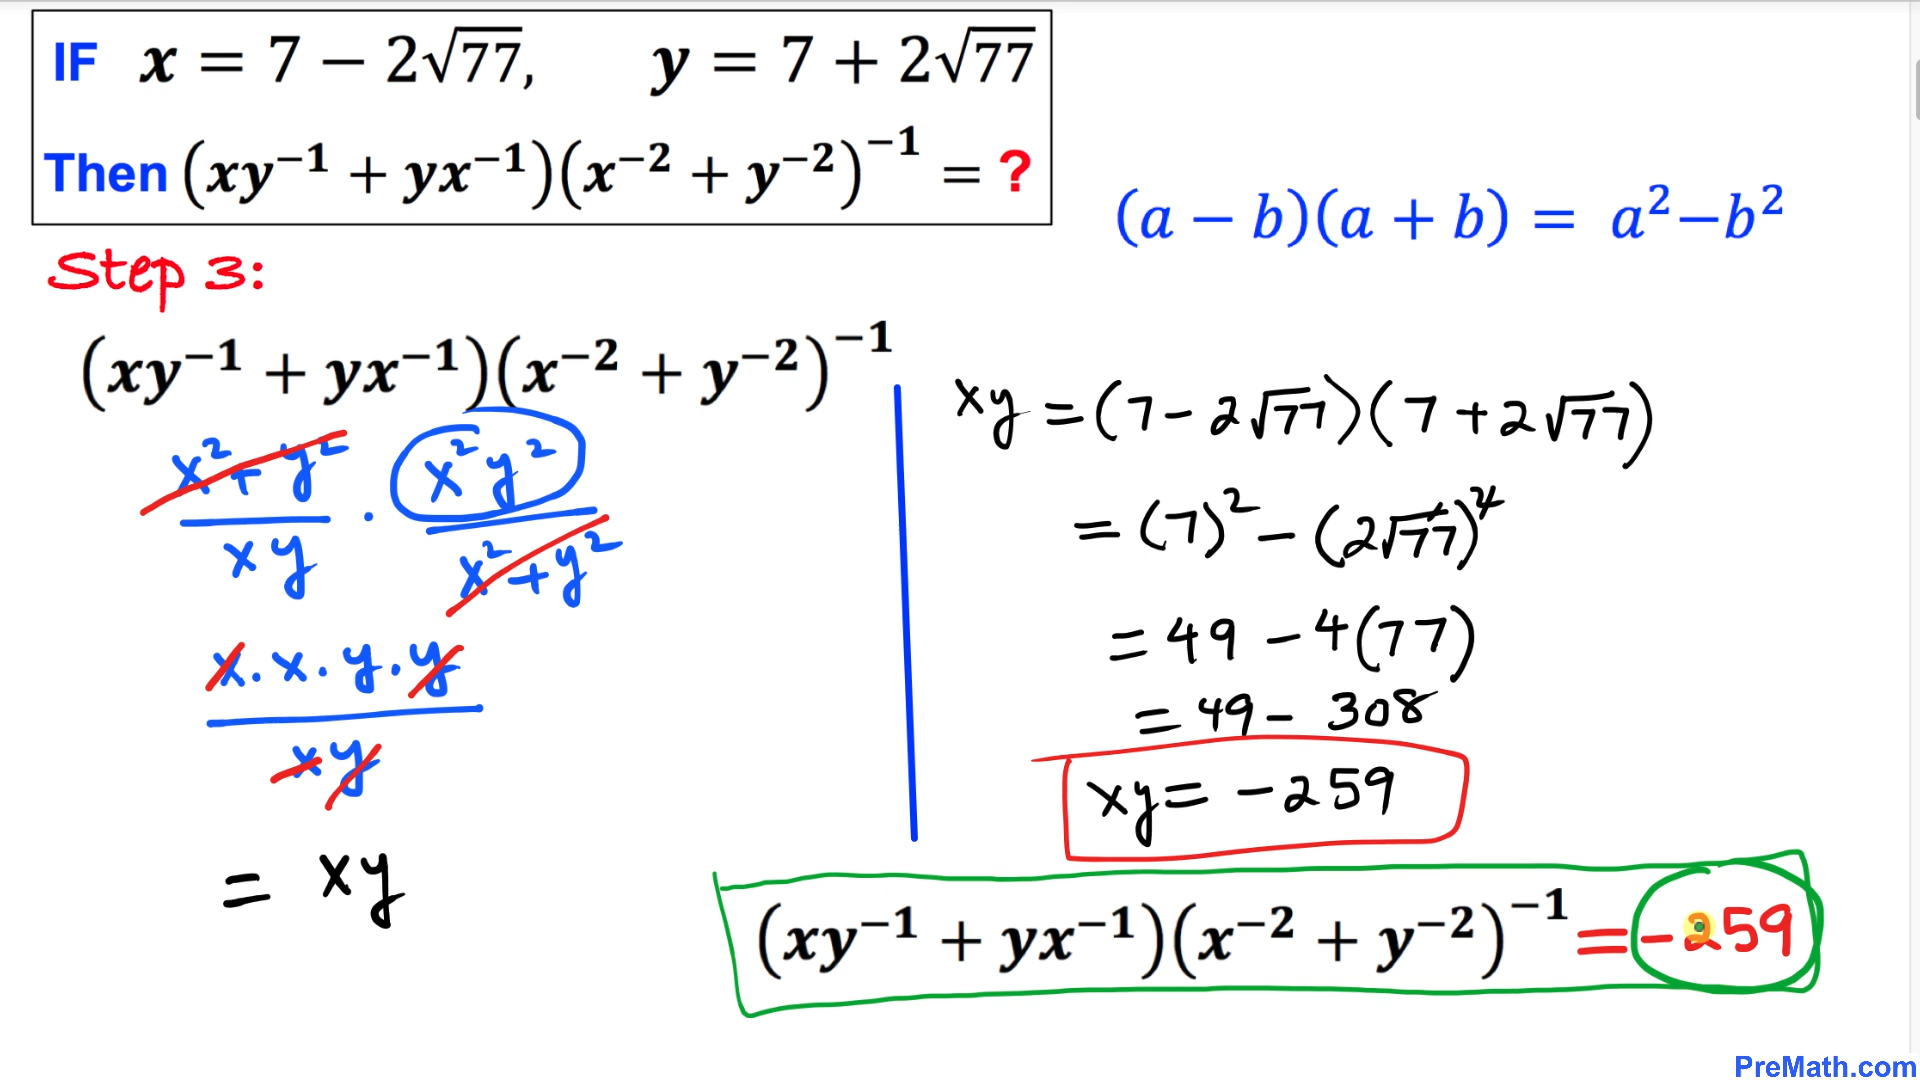 IF x = 7 − 2√77, y = 7 + 2√77
Then (xy⁻¹ + yx⁻¹)(x⁻² + y⁻²)⁻¹ = ?
(a − b)(a + b) = a²−b²
Step 3:
(xy⁻¹ + yx⁻¹)(x⁻² + y⁻²)⁻¹
x² + y² / xy · x² y² / x² + y²
x . x . y . y / xy
= xy
xy = (7 − 2√77)(7 + 2√77)
= (7)² − (2√77)²
= 49 − 4(77)
= 49 − 308
xy = −259
(xy⁻¹ + yx⁻¹)(x⁻² + y⁻²)⁻¹ = −259
PreMath.com